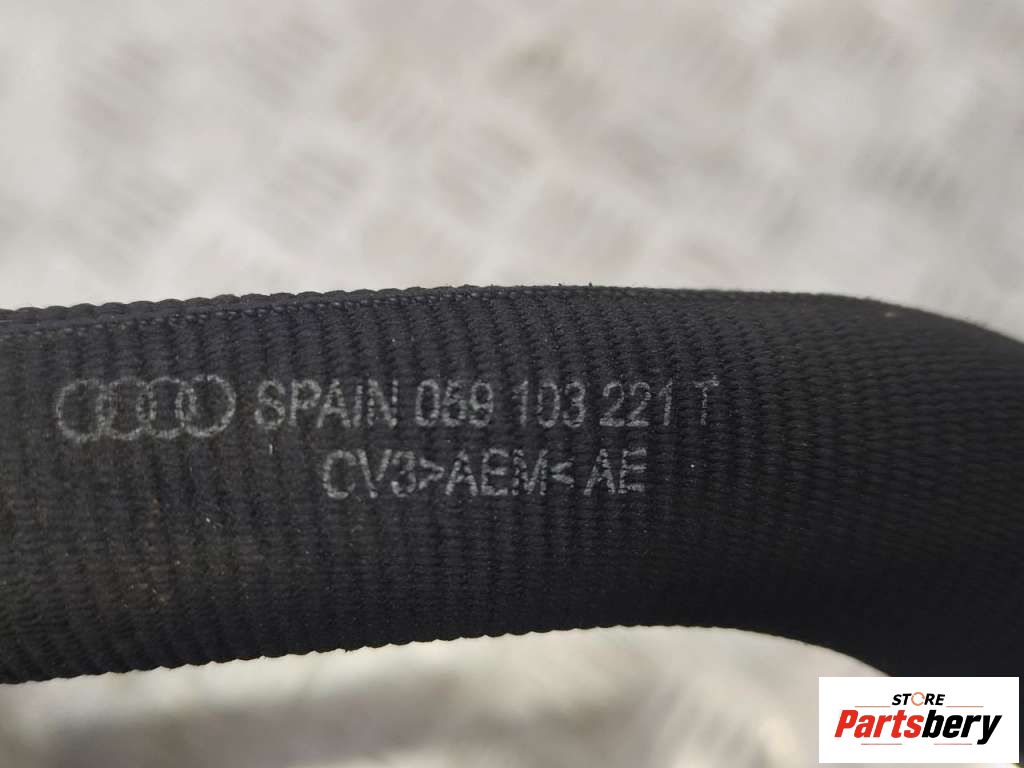 SPAIN 059 103 221 T
CV3>AEM< AE
STORE
Partsbery